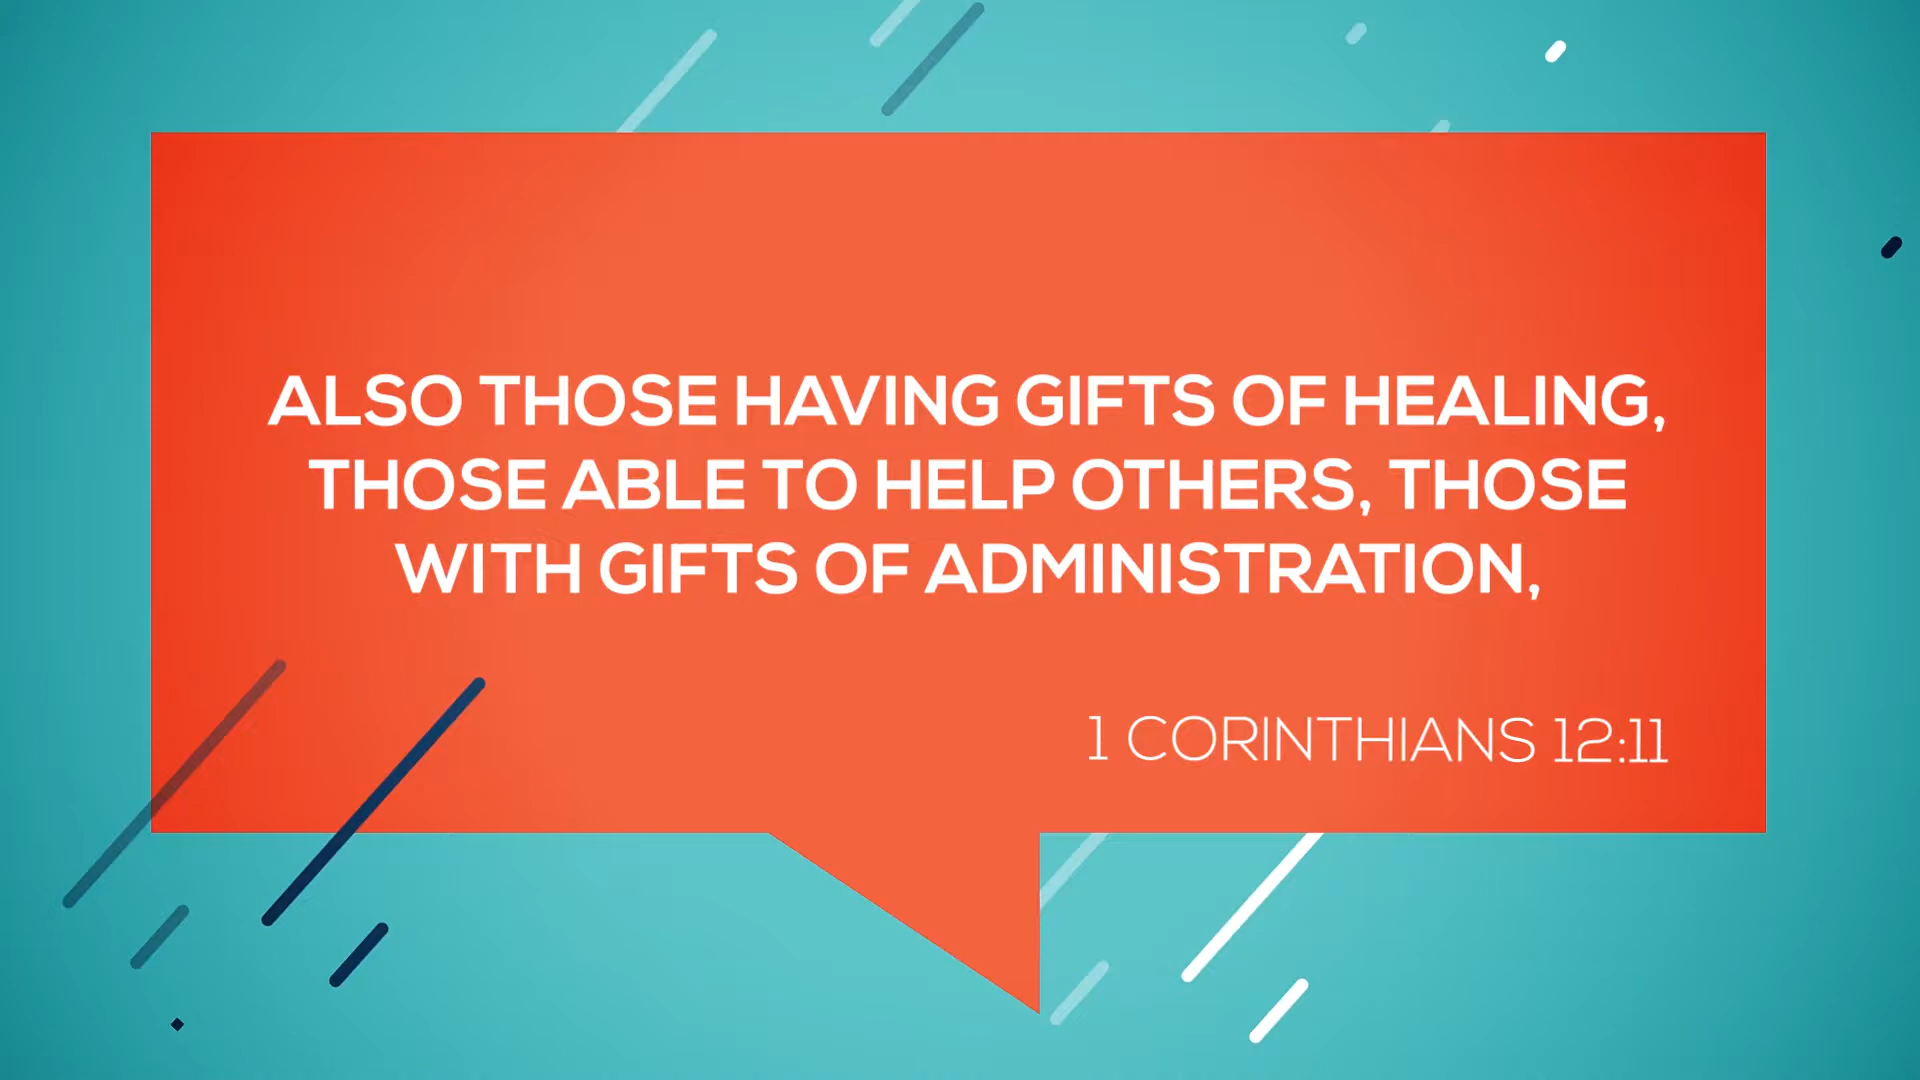 ALSO THOSE HAVING GIFTS OF HEALING,
THOSE ABLE TO HELP OTHERS, THOSE
WITH GIFTS OF ADMINISTRATION,
1 CORINTHIANS 12:11